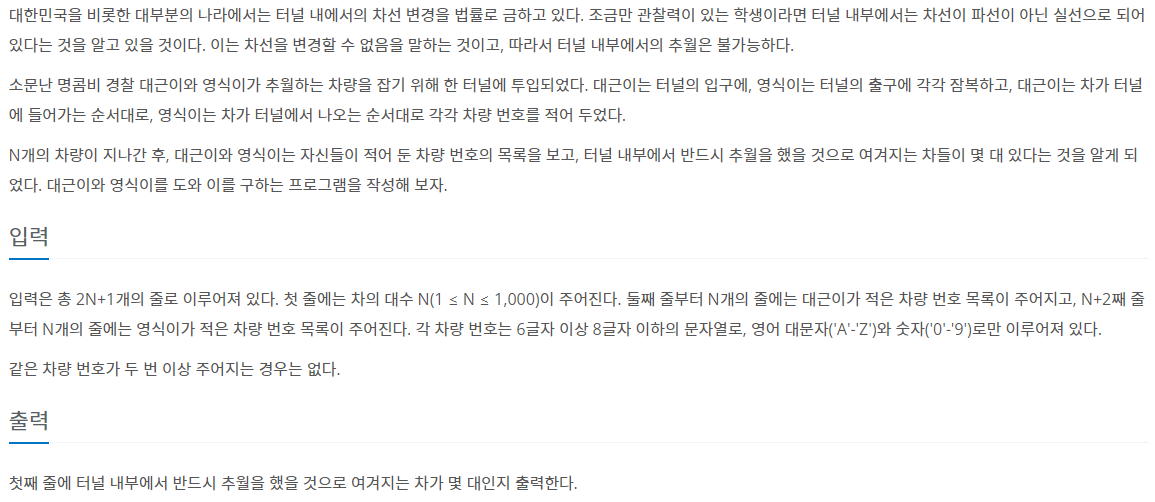 대한민국을 비롯한 대부분의 나라에서는 터널 내에서의 차선 변경을 법률로 금하고 있다. 조금만 관찰력이 있는 학생이라면 터널 내부에서는 차선이 파선이 아닌 실선으로 되어
있다는 것을 알고 있을 것이다. 이는 차선을 변경할 수 없음을 말하는 것이고, 따라서 터널 내부에서의 추월은 불가능하다.
소문난 명콤비 경찰 대근이와 영식이가 추월하는 차량을 잡기 위해 한 터널에 투입되었다. 대근이는 터널의 입구에, 영식이는 터널의 출구에 각각 잠복하고, 대근이는 차가 터널
에 들어가는 순서대로, 영식이는 차가 터널에서 나오는 순서대로 각각 차량 번호를 적어 두었다.
N개의 차량이 지나간 후, 대근이와 영식이는 자신들이 적어 둔 차량 번호의 목록을 보고, 터널 내부에서 반드시 추월을 했을 것으로 여겨지는 차들이 몇 대 있다는 것을 알게 되
었다. 대근이와 영식이를 도와 이를 구하는 프로그램을 작성해 보자.
입력
입력은 총 2N+1개의 줄로 이루어져 있다. 첫 줄에는 차의 대수 N(1 ≤ N ≤ 1,000)이 주어진다. 둘째 줄부터 N개의 줄에는 대근이가 적은 차량 번호 목록이 주어지고, N+2째 줄
부터 N개의 줄에는 영식이가 적은 차량 번호 목록이 주어진다. 각 차량 번호는 6글자 이상 8글자 이하의 문자열로, 영어 대문자('A'-'Z')와 숫자('0'-'9')로만 이루어져 있다.
같은 차량 번호가 두 번 이상 주어지는 경우는 없다.
출력
첫째 줄에 터널 내부에서 반드시 추월을 했을 것으로 여겨지는 차가 몇 대인지 출력한다.